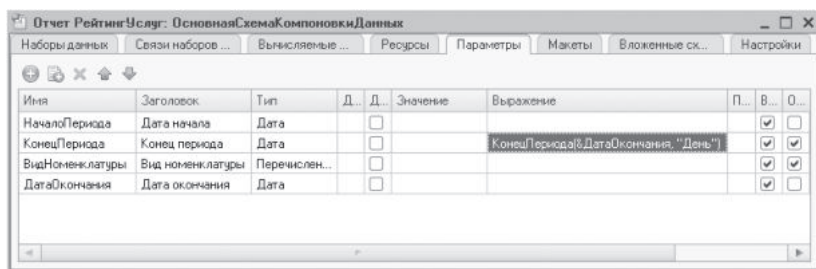 Отчет РейтингУслуг: ОсновнаяСхемаКомпоновкиДанных
Наборы данных Связи наборов ... Вычисляемые ... Ресурсы Параметры Макеты Вложенные ск... Настройки
Имя Заголовок Тип Д... Д... Значение Выражение П... В... О...
НачалоПериода Дата начала Дата
КонецПериода Конец периода Дата КонецПериода(&ДатаОкончания, "День")
ВидНоменклатуры Вид номенклатуры Перечислен...
ДатаОкончания Дата окончания Дата